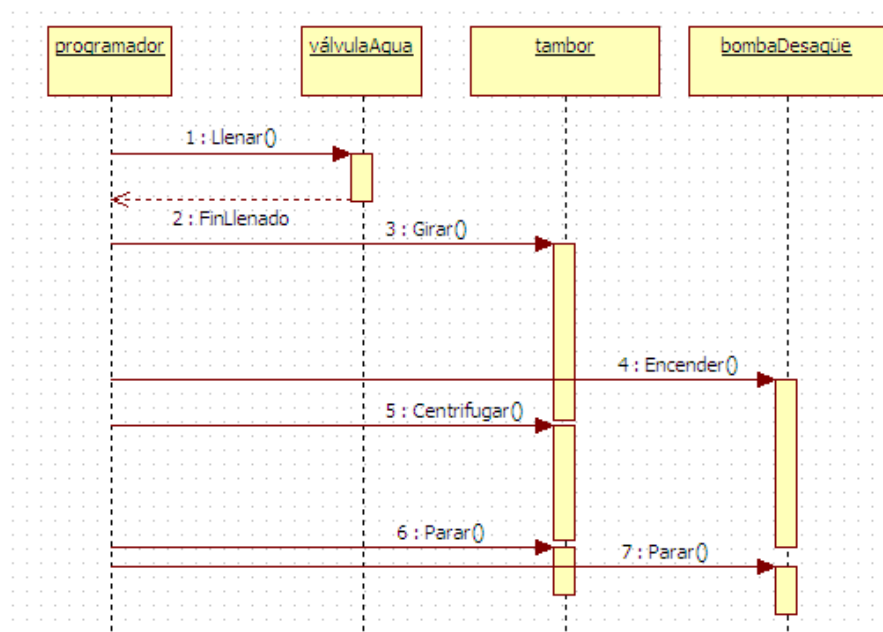 programador
válvulaAgua
tambor
bombaDesagüe
1 : Llenar()
2 : FinLlenado
3 : Girar()
4 : Encender()
5 : Centrifugar()
6 : Parar()
7 : Parar()